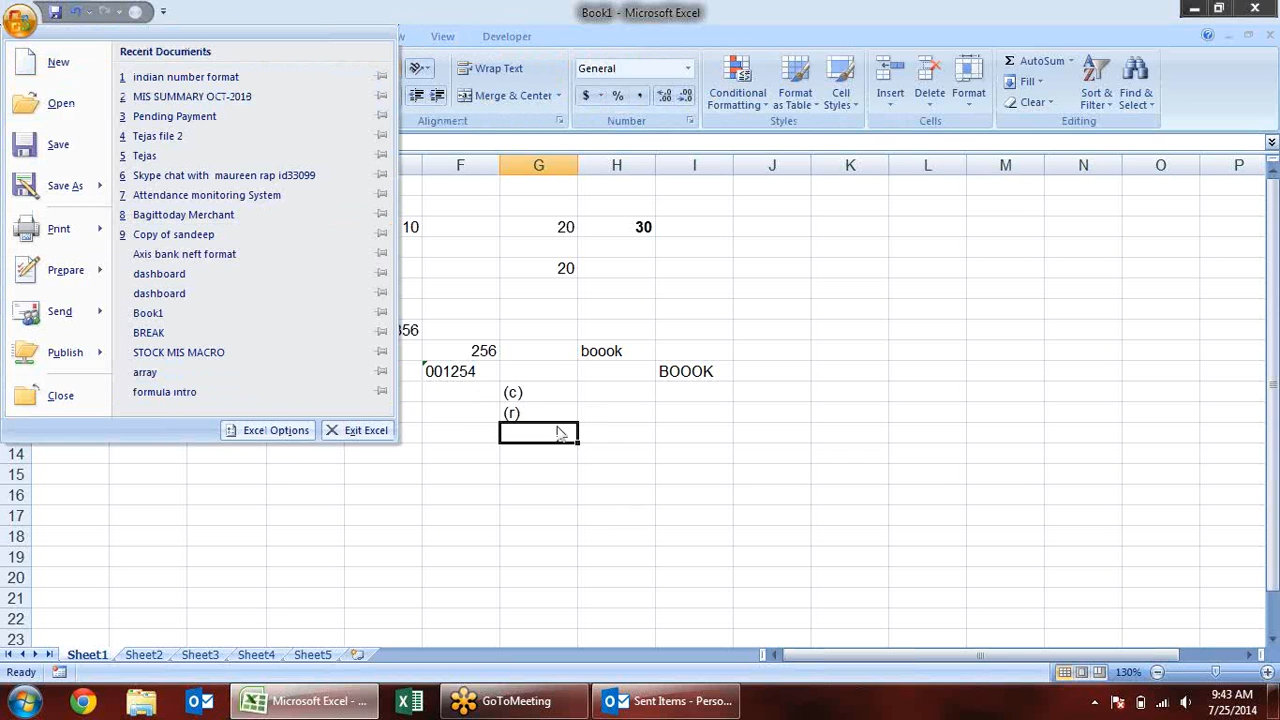 Book1 - Microsoft Excel
View Developer
Recent Documents
New
Open
Save
Save As
Print
Prepare
Send
Publish
Close
1 indian number format
2 MIS SUMMARY OCT-2016
3 Pending Payment
4 Tejas file 2
5 Tejas
6 Skype chat with maureen rap id33099
7 Attendance monitoring System
8 Bagittoday Merchant
9 Copy of sandeep
Axis bank neft format
dashboard
dashboard
Book1
BREAK
STOCK MIS MACRO
array
formula intro
Excel Options X Exit Excel
Wrap Text
Merge & Center
Alignment
General
$ % ,
Number
Conditional Formatting
Format as Table
Cell Styles
Styles
Insert
Delete
Format
Cells
Σ AutoSum
Fill
Clear
Sort & Filter
Find & Select
Editing
F G H I J K L M N O P
10 20 30
20
356
256 boook
001254 BOOOK
(c)
(r)
14
15
16
17
18
19
20
21
22
23
Sheet1 Sheet2 Sheet3 Sheet4 Sheet5
Ready
130%
Microsoft Excel - ...
GoToMeeting
Sent Items - Perso...
9:43 AM
7/25/2014